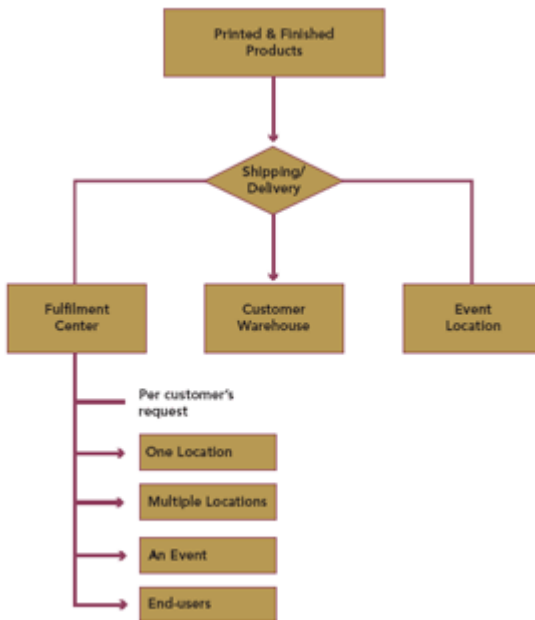 Printed & Finished
Products
Shipping/
Delivery
Fulfilment
Center
Customer
Warehouse
Event
Location
Per customer's
request
One Location
Multiple Locations
An Event
End-users